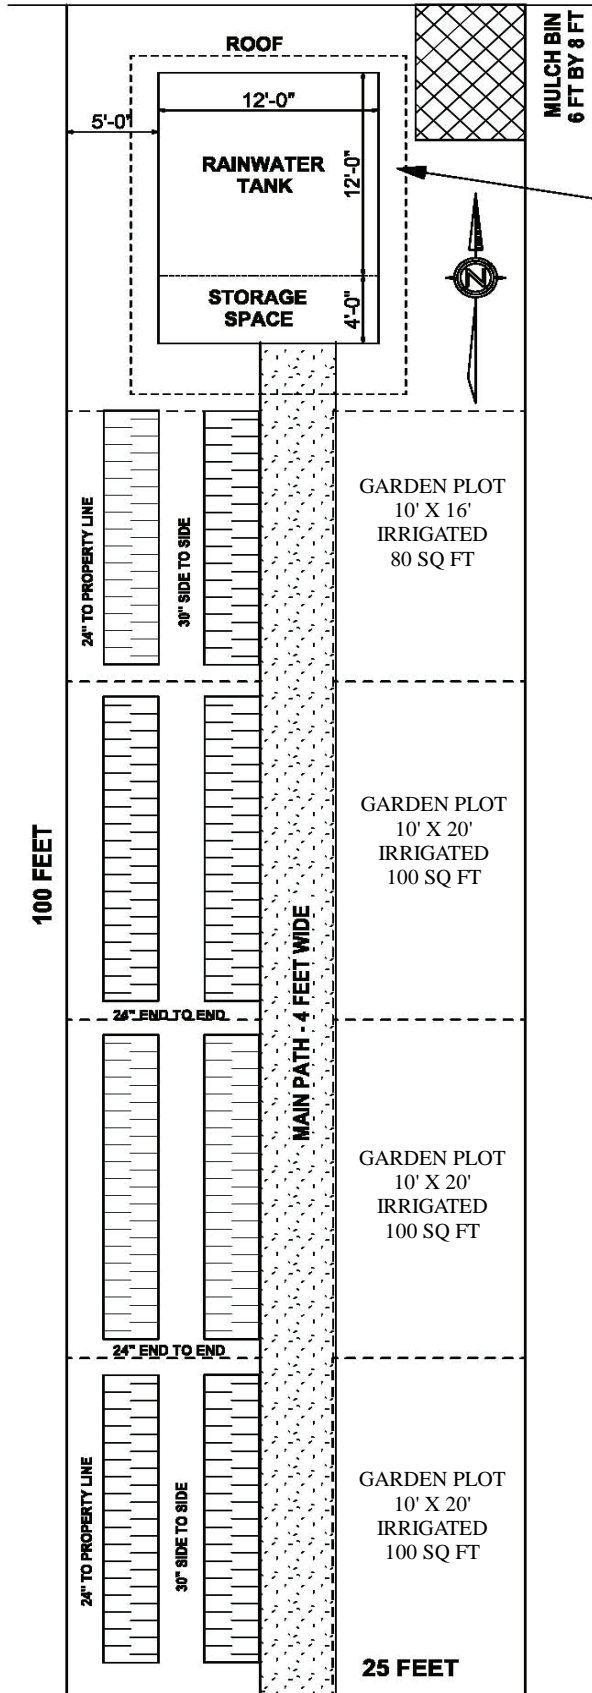 ROOF
MULCH BIN
6 FT BY 8 FT
12'-0"
5'-0"
RAINWATER
TANK
12'-0"
N
STORAGE
SPACE
4'-0"
24" TO PROPERTY LINE
30" SIDE TO SIDE
GARDEN PLOT
10' X 16'
IRRIGATED
80 SQ FT
100 FEET
GARDEN PLOT
10' X 20'
IRRIGATED
100 SQ FT
MAIN PATH - 4 FEET WIDE
24" END TO END
GARDEN PLOT
10' X 20'
IRRIGATED
100 SQ FT
24" END TO END
24" TO PROPERTY LINE
30" SIDE TO SIDE
GARDEN PLOT
10' X 20'
IRRIGATED
100 SQ FT
25 FEET